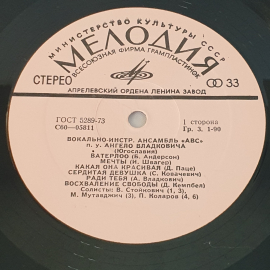 МИНИСТЕРСТВО КУЛЬТУРЫ СССР
МЕЛОДИЯ
ВСЕСОЮЗНАЯ ФИРМА ГРАМПЛАСТИНОК
СТЕРЕО 33
АПРЕЛЕВСКИЙ ОРДЕНА ЛЕНИНА ЗАВОД
ГОСТ 5289-73 1 сторона
С60—05811 Гр. 3. 1-90
ВОКАЛЬНО-ИНСТР. АНСАМБЛЬ «АВС»
п. у. АНГЕЛО ВЛАДКОВИЧА
(Югославия)
ВАТЕРЛОО (Б. Андерсон)
МЕЧТЫ (И. Швагер)
КАКАЯ ОНА КРАСИВАЯ (Д. Паце)
СЕРДИТАЯ ДЕВУШКА (С. Ковачевич)
РАДИ ТЕБЯ (А. Владкович)
ВОСХВАЛЕНИЕ СВОБОДЫ (Д. Кемпбел)
Солисты: В. Стойкович (1, 3)
М. Мутавджич (3), П. Коларов (4, 6)